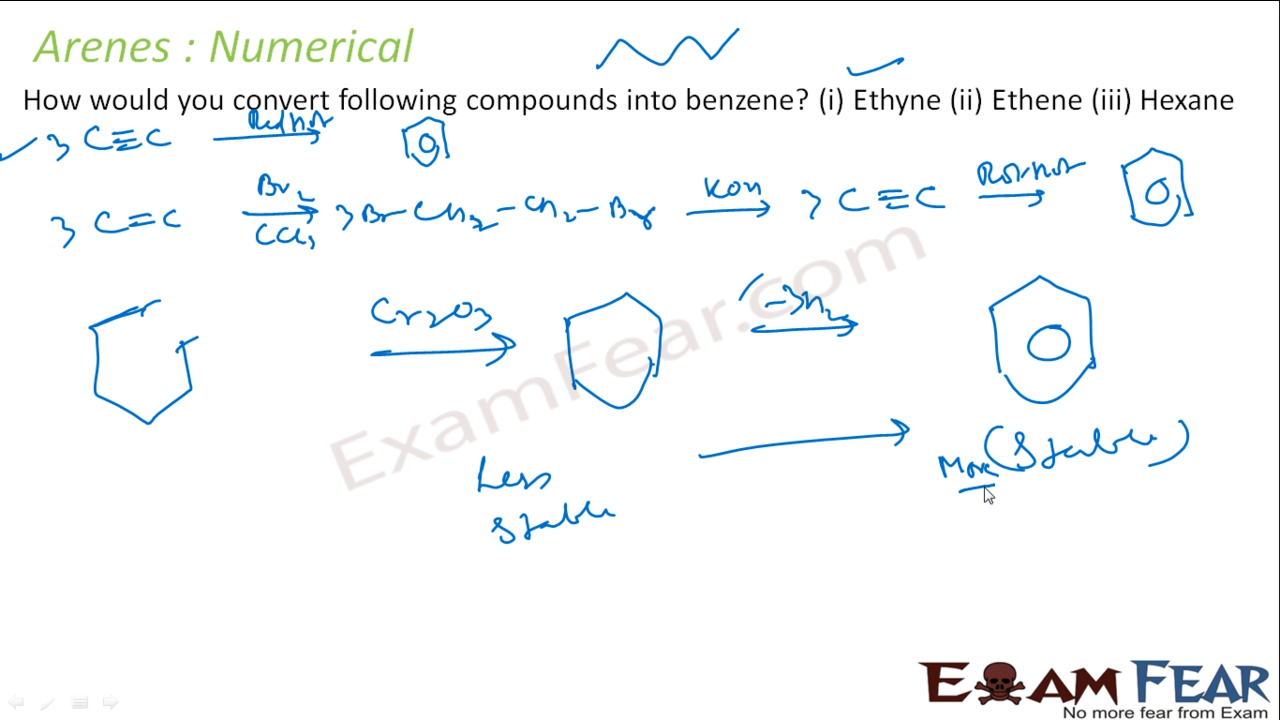 Arenes : Numerical
How would you convert following compounds into benzene? (i) Ethyne (ii) Ethene (iii) Hexane
3 C≡C Red hot
3 C=C Br2 CCl4 3 Br-CH2-CH2-Br KOH 3 C≡C Red hot
Cr2O3 -3H2
Less stable More (Stable)
ExamFear.com
EXAM FEAR
No more fear from Exam